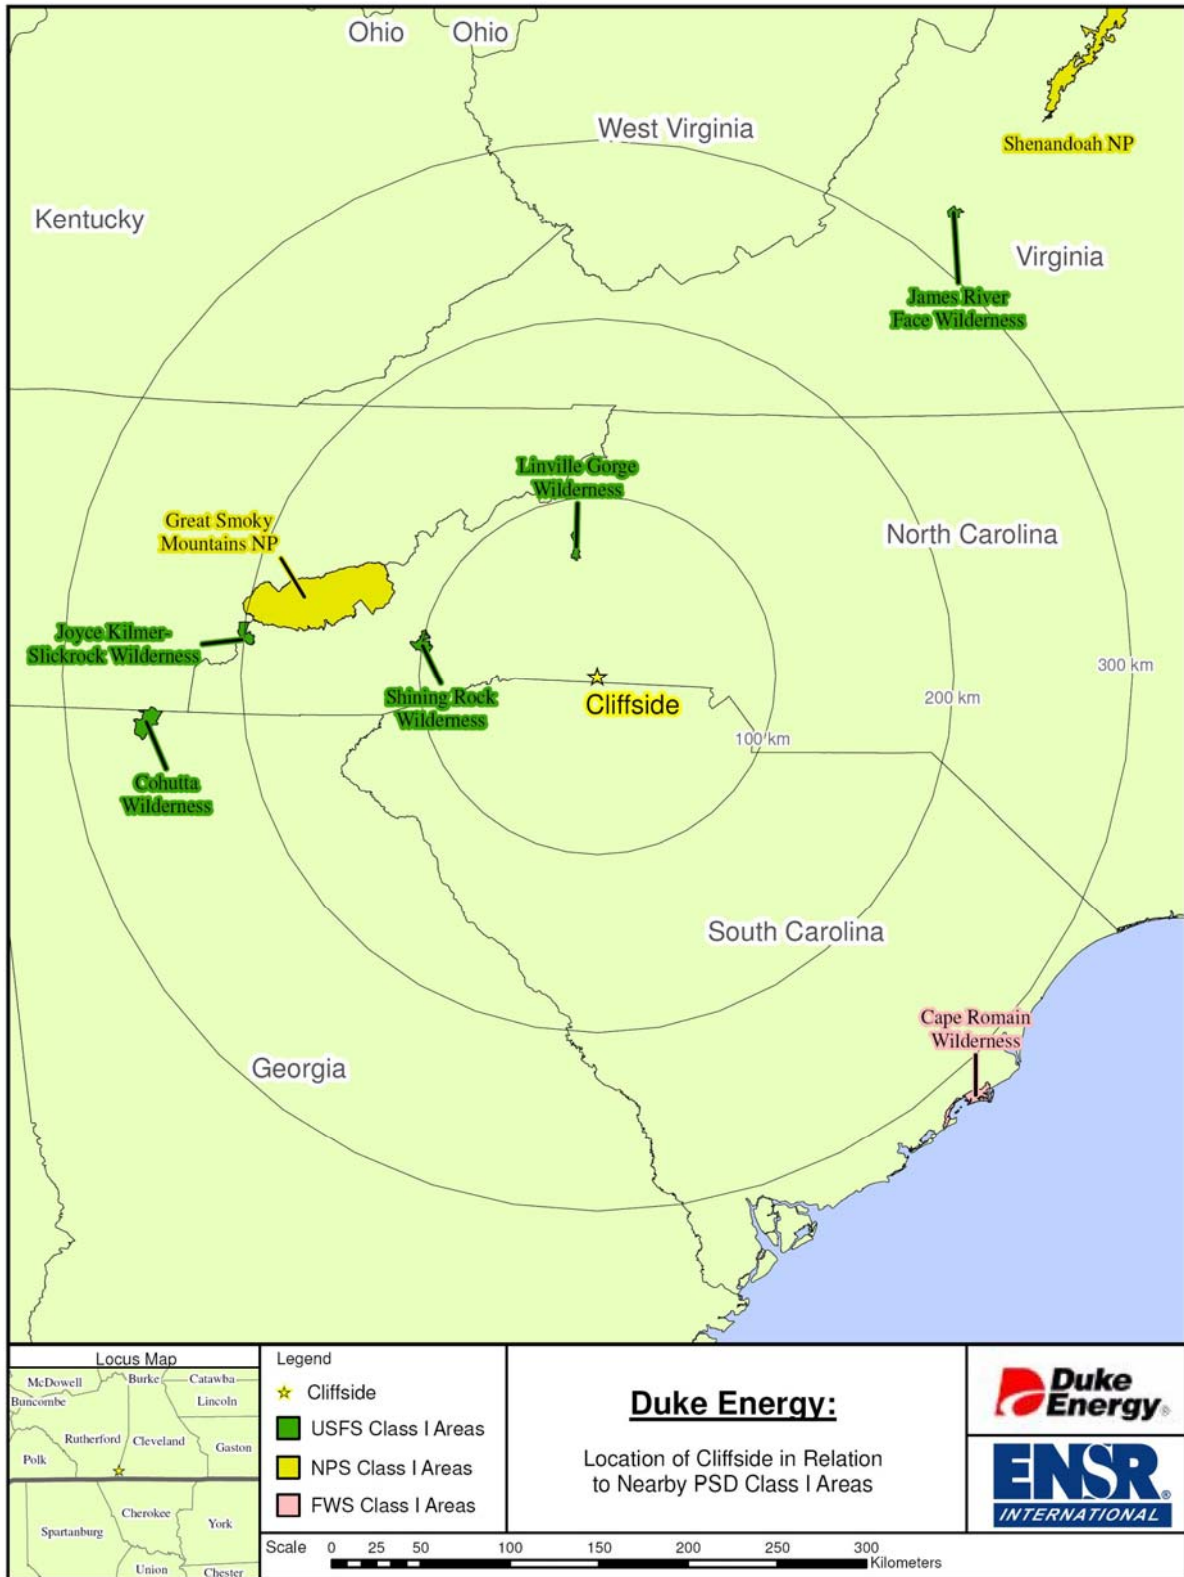 Ohio
Ohio
West Virginia
Shenandoah NP
Kentucky
Virginia
James River
Face Wilderness
Linville Gorge
Wilderness
Great Smoky
Mountains NP
North Carolina
Joyce Kilmer-
Slickrock Wilderness
Shining Rock
Wilderness
Cliffside
300 km
200 km
100 km
Cohutta
Wilderness
South Carolina
Cape Romain
Wilderness
Georgia
Locus Map
McDowell
Burke
Catawba
Buncombe
Lincoln
Rutherford
Cleveland
Gaston
Polk
Cherokee
York
Spartanburg
Union
Chester
Legend
Cliffside
USFS Class I Areas
NPS Class I Areas
FWS Class I Areas
Duke Energy:
Location of Cliffside in Relation
to Nearby PSD Class I Areas
Duke
Energy®
ENSR®
INTERNATIONAL
Scale 0 25 50 100 150 200 250 300
Kilometers